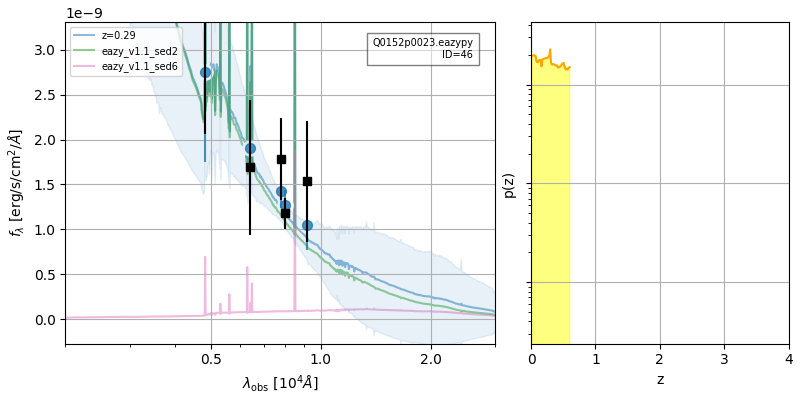 1e−9
z=0.29
eazy_v1.1_sed2
eazy_v1.1_sed6
Q0152p0023.eazypy
ID=46
3.0
2.5
2.0
1.5
1.0
0.5
0.0
fλ [erg/s/cm²/Å]
0.5 1.0 2.0
λobs [10⁴Å]
p(z)
0 1 2 3 4
z